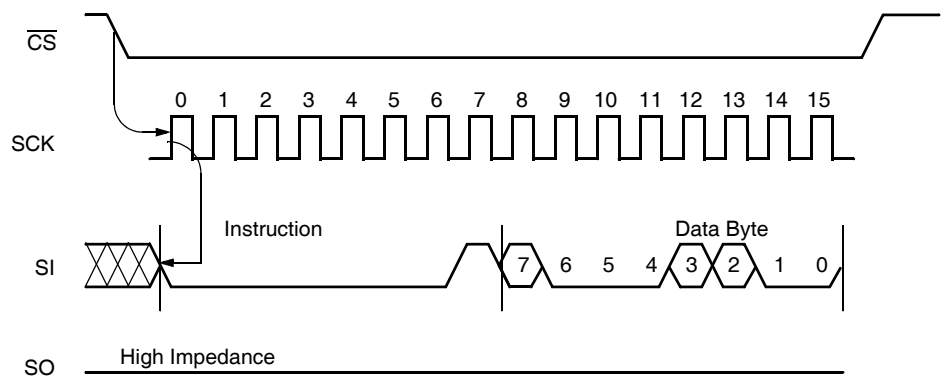 CS
0 1 2 3 4 5 6 7 8 9 10 11 12 13 14 15
SCK
Instruction
Data Byte
SI
7 6 5 4 3 2 1 0
High Impedance
SO